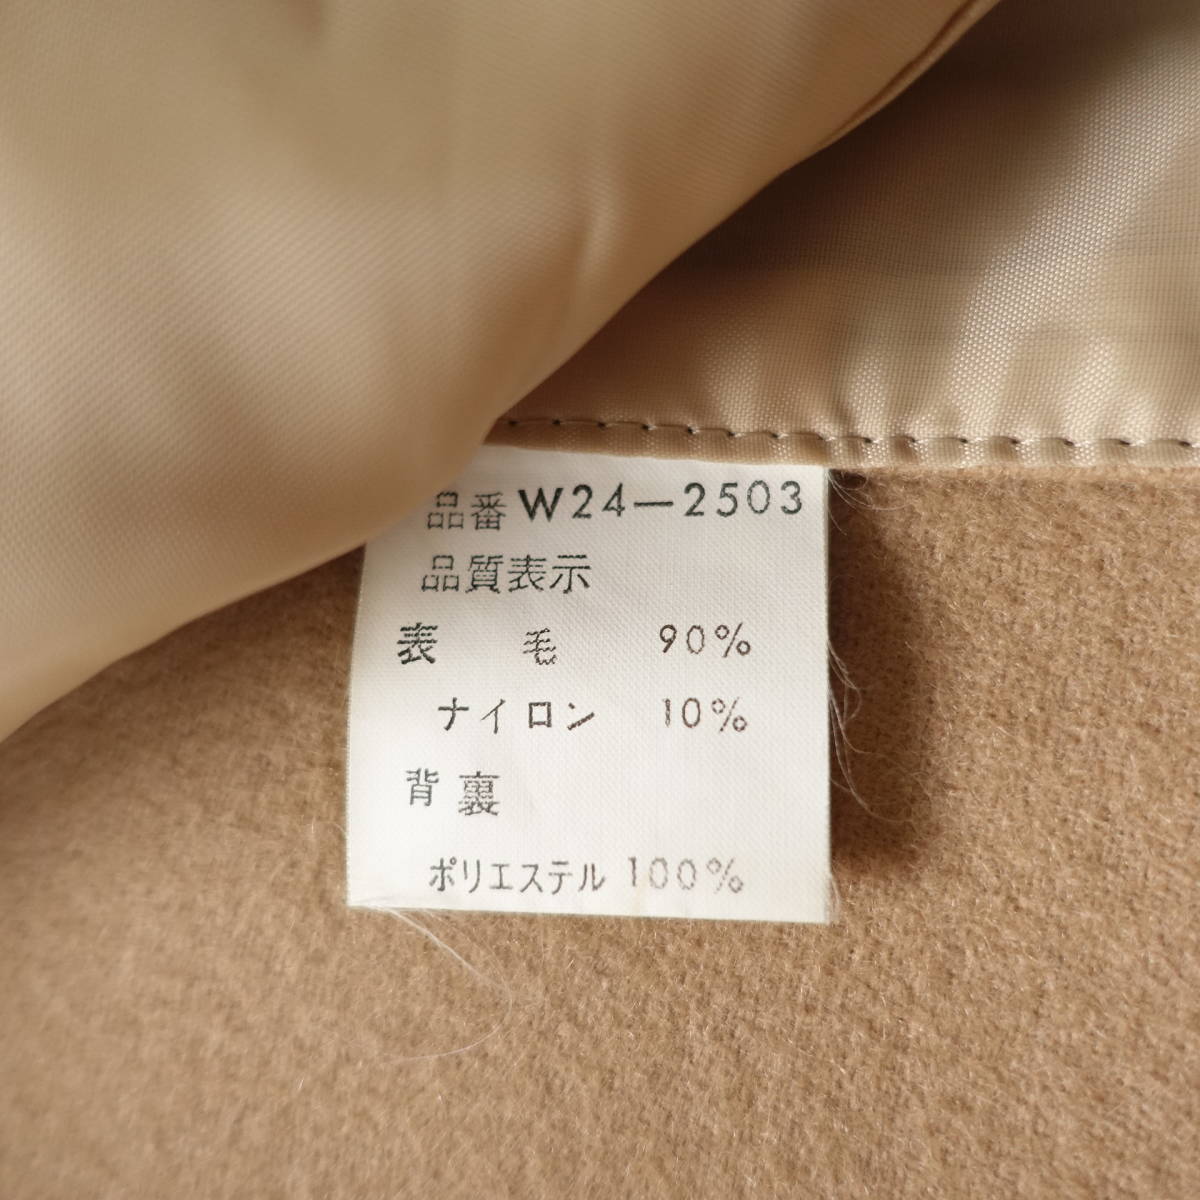 品番 W24-2503
品質表示
表 毛 90%
ナイロン 10%
背裏
ポリエステル 100%